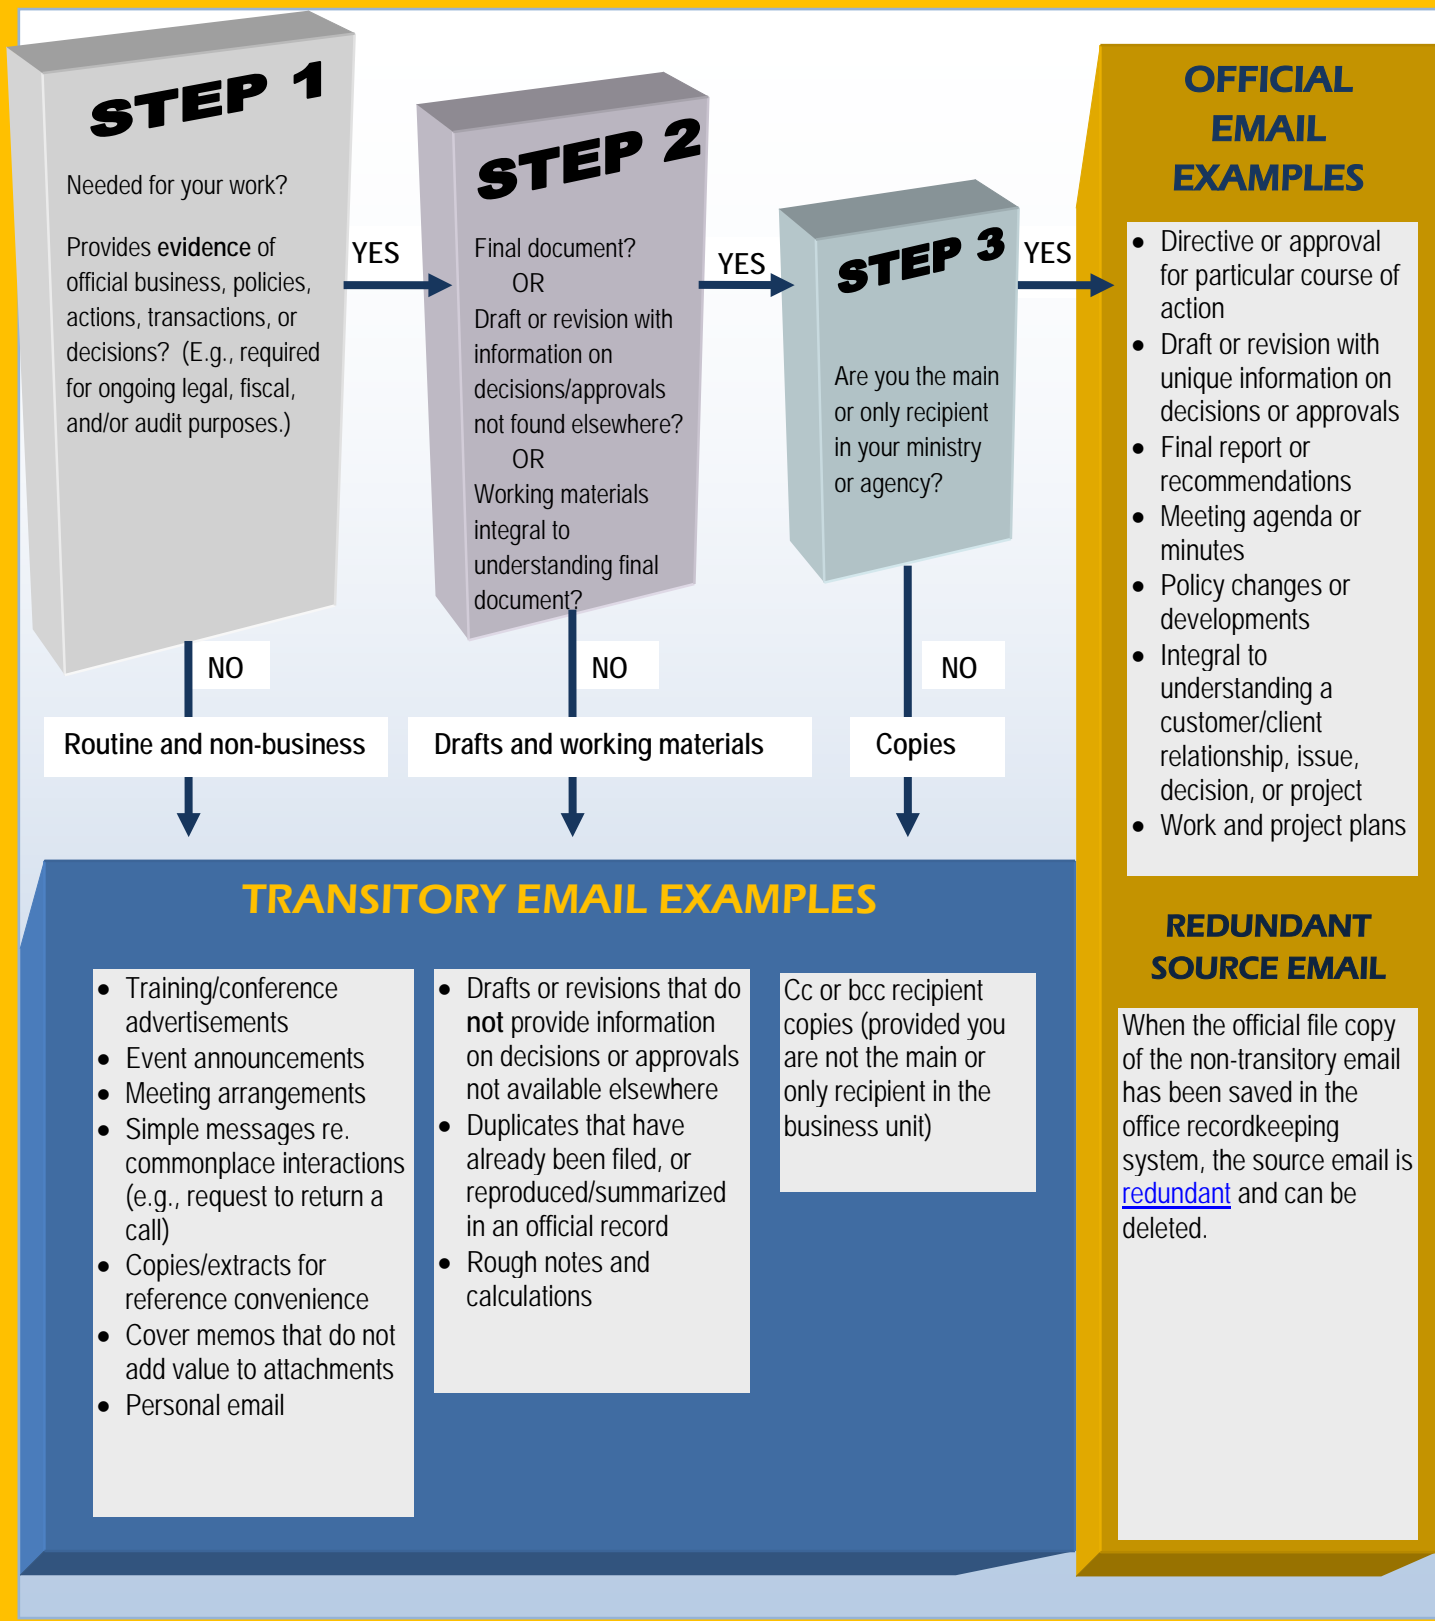 STEP 1
Needed for your work?
Provides evidence of
official business, policies,
actions, transactions, or
decisions? (E.g., required
for ongoing legal, fiscal,
and/or audit purposes.)
YES
NO
Routine and non-business
STEP 2
Final document?
OR
Draft or revision with
information on
decisions/approvals
not found elsewhere?
OR
Working materials
integral to
understanding final
document?
YES
NO
Drafts and working materials
STEP 3
Are you the main
or only recipient
in your ministry
or agency?
YES
NO
Copies
OFFICIAL
EMAIL
EXAMPLES
• Directive or approval
for particular course of
action
• Draft or revision with
unique information on
decisions or approvals
• Final report or
recommendations
• Meeting agenda or
minutes
• Policy changes or
developments
• Integral to
understanding a
customer/client
relationship, issue,
decision, or project
• Work and project plans
REDUNDANT
SOURCE EMAIL
When the official file copy
of the non-transitory email
has been saved in the
office recordkeeping
system, the source email is
redundant and can be
deleted.
TRANSITORY EMAIL EXAMPLES
• Training/conference
advertisements
• Event announcements
• Meeting arrangements
• Simple messages re.
commonplace interactions
(e.g., request to return a
call)
• Copies/extracts for
reference convenience
• Cover memos that do not
add value to attachments
• Personal email
• Drafts or revisions that do
not provide information
on decisions or approvals
not available elsewhere
• Duplicates that have
already been filed, or
reproduced/summarized
in an official record
• Rough notes and
calculations
Cc or bcc recipient
copies (provided you
are not the main or
only recipient in the
business unit)